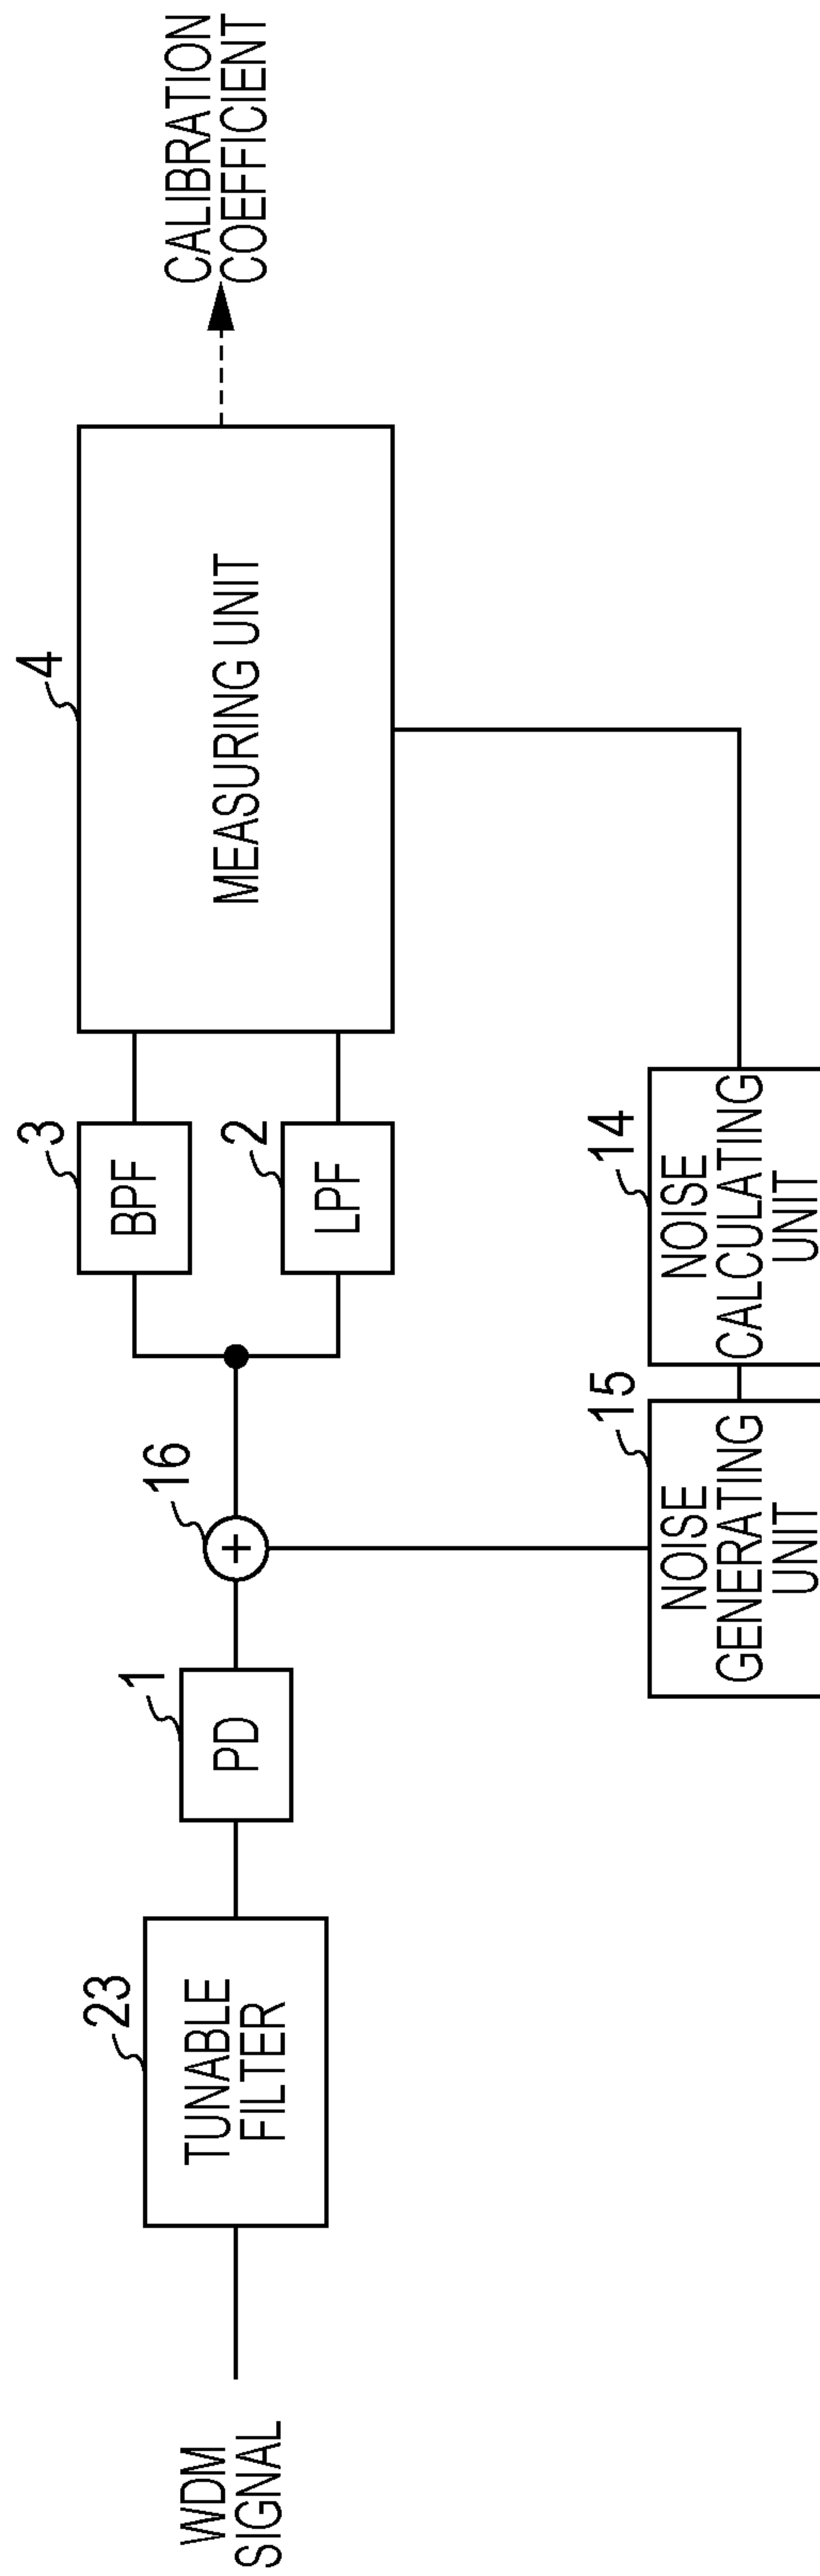 WDM
SIGNAL
23
TUNABLE
FILTER
1
PD
16
+
3
BPF
2
LPF
4
MEASURING UNIT
CALIBRATION
COEFFICIENT
15
NOISE
GENERATING
UNIT
14
NOISE
CALCULATING
UNIT